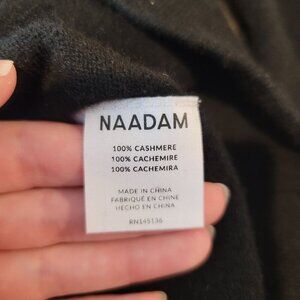 NAADAM
100% CASHMERE
100% CACHEMIRE
100% CACHEMIRA
MADE IN CHINA
FABRIQUÉ EN CHINE
HECHO EN CHINA
RN145136